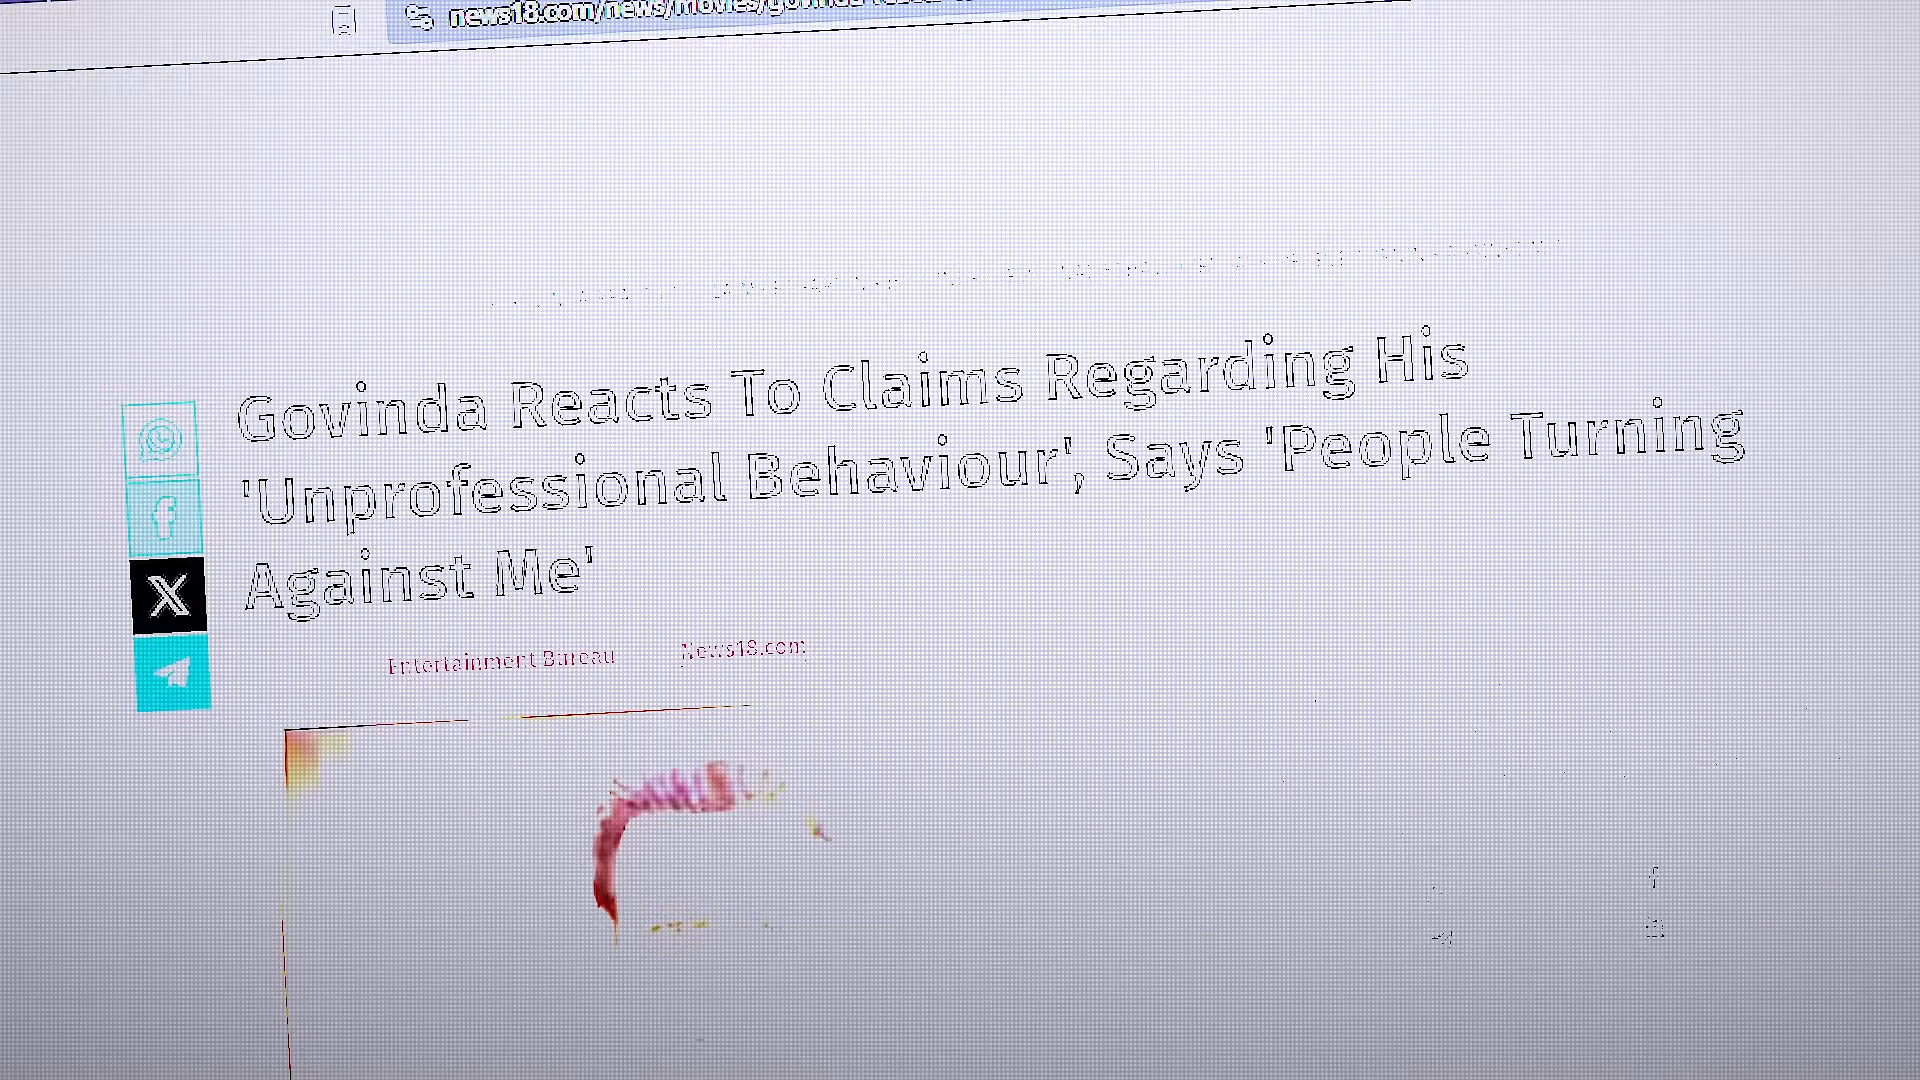 news18.com/news/movies/govinda
Govinda Reacts To Claims Regarding His
'Unprofessional Behaviour', Says 'People Turning
Against Me'
Entertainment Bureau News18.com